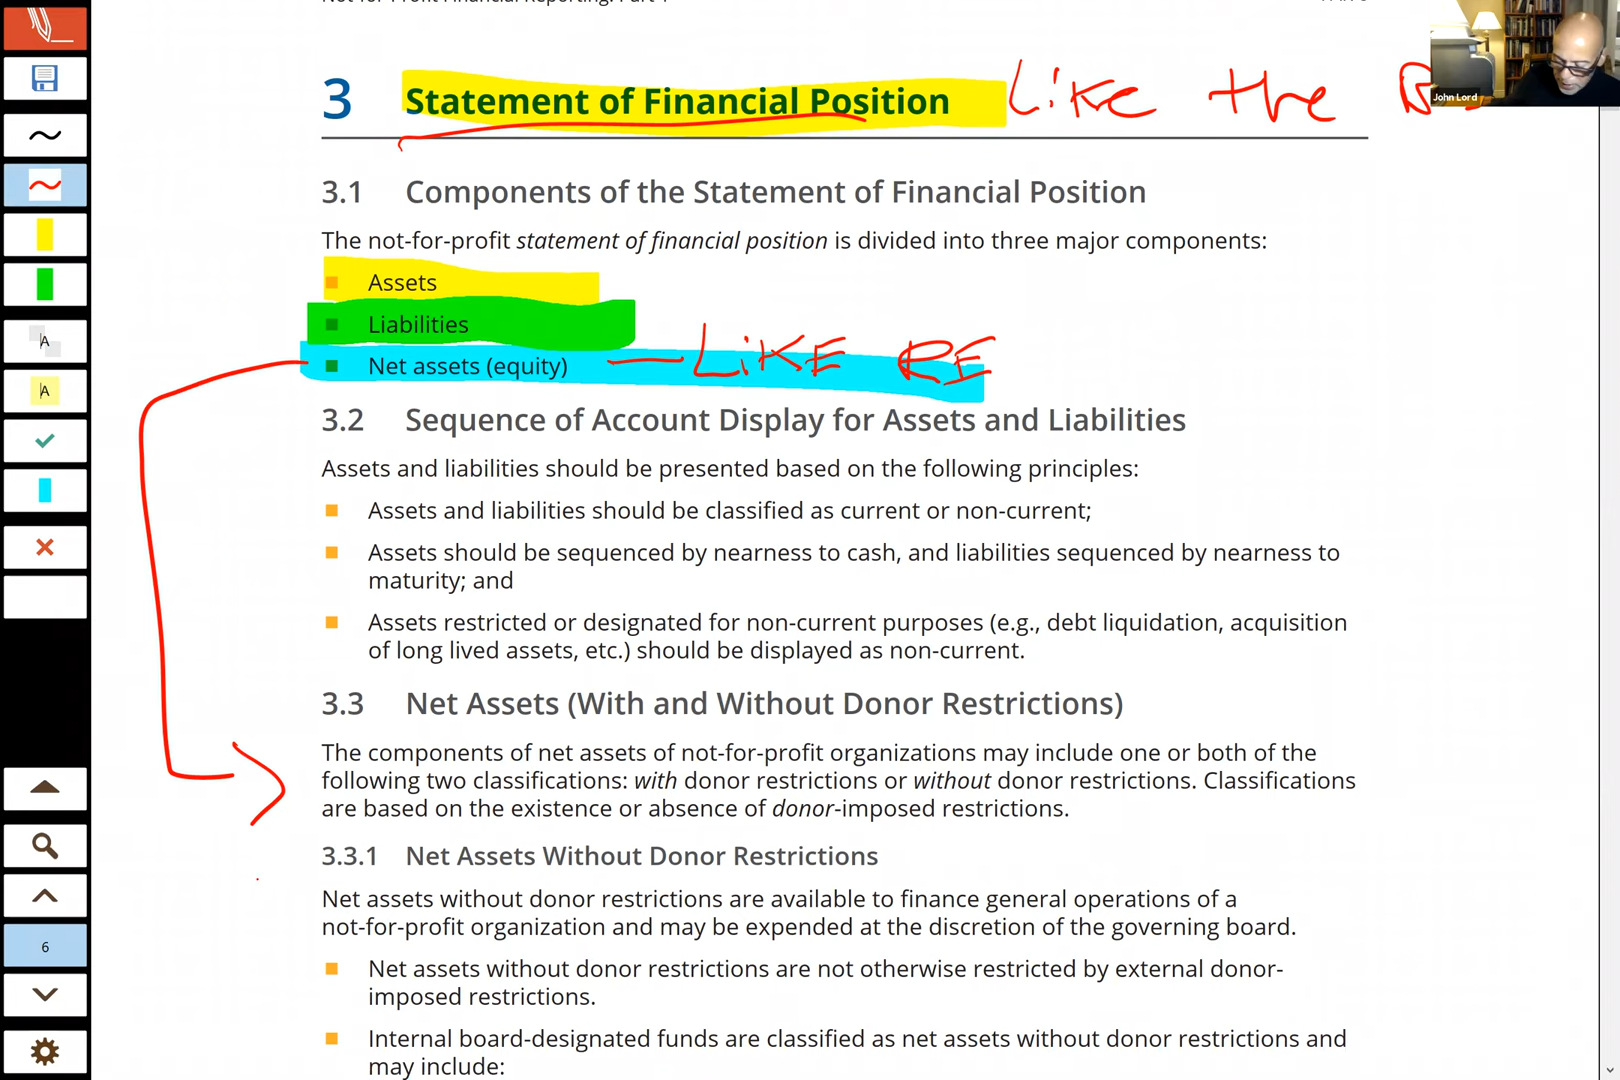 3 Statement of Financial Position Like the B
John Lord
3.1 Components of the Statement of Financial Position
The not-for-profit statement of financial position is divided into three major components:
Assets
Liabilities
Net assets (equity) — LiKE RE
3.2 Sequence of Account Display for Assets and Liabilities
Assets and liabilities should be presented based on the following principles:
Assets and liabilities should be classified as current or non-current;
Assets should be sequenced by nearness to cash, and liabilities sequenced by nearness to
maturity; and
Assets restricted or designated for non-current purposes (e.g., debt liquidation, acquisition
of long lived assets, etc.) should be displayed as non-current.
3.3 Net Assets (With and Without Donor Restrictions)
The components of net assets of not-for-profit organizations may include one or both of the
following two classifications: with donor restrictions or without donor restrictions. Classifications
are based on the existence or absence of donor-imposed restrictions.
3.3.1 Net Assets Without Donor Restrictions
Net assets without donor restrictions are available to finance general operations of a
not-for-profit organization and may be expended at the discretion of the governing board.
Net assets without donor restrictions are not otherwise restricted by external donor-
imposed restrictions.
Internal board-designated funds are classified as net assets without donor restrictions and
may include:
A
A
6